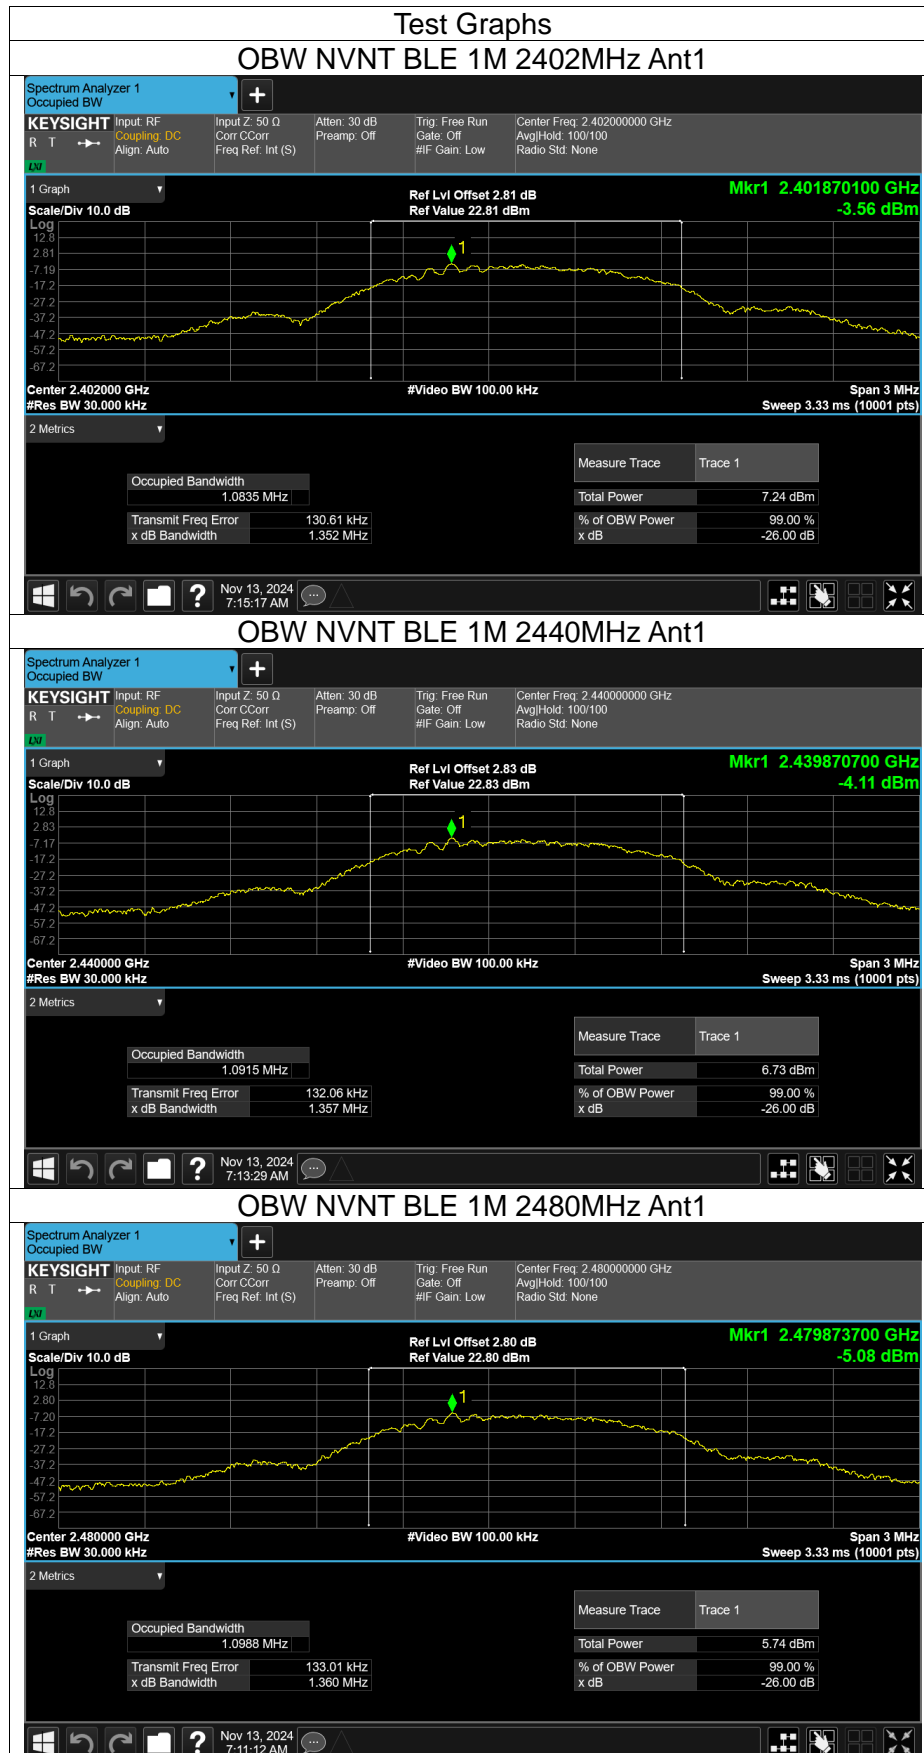 Test Graphs
OBW NVNT BLE 1M 2402MHz Ant1
Spectrum Analyzer 1
Occupied BW
KEYSIGHT Input: RF Input Z: 50 Ω Atten: 30 dB Trig: Free Run Center Freq: 2.402000000 GHz
R T Coupling: DC Corr CCorr Preamp: Off Gate: Off Avg|Hold: 100/100
Align: Auto Freq Ref: Int (S) #IF Gain: Low Radio Std: None
LXI
1 Graph Ref Lvl Offset 2.81 dB Mkr1 2.401870100 GHz
Scale/Div 10.0 dB Ref Value 22.81 dBm -3.56 dBm
Log
12.8
2.81
-7.19
-17.2
-27.2
-37.2
-47.2
-57.2
-67.2
1
Center 2.402000 GHz #Video BW 100.00 kHz Span 3 MHz
#Res BW 30.000 kHz Sweep 3.33 ms (10001 pts)
2 Metrics
Measure Trace Trace 1
Occupied Bandwidth
1.0835 MHz Total Power 7.24 dBm
Transmit Freq Error 130.61 kHz % of OBW Power 99.00 %
x dB Bandwidth 1.352 MHz x dB -26.00 dB
Nov 13, 2024
7:15:17 AM
OBW NVNT BLE 1M 2440MHz Ant1
Spectrum Analyzer 1
Occupied BW
KEYSIGHT Input: RF Input Z: 50 Ω Atten: 30 dB Trig: Free Run Center Freq: 2.440000000 GHz
R T Coupling: DC Corr CCorr Preamp: Off Gate: Off Avg|Hold: 100/100
Align: Auto Freq Ref: Int (S) #IF Gain: Low Radio Std: None
LXI
1 Graph Ref Lvl Offset 2.83 dB Mkr1 2.439870700 GHz
Scale/Div 10.0 dB Ref Value 22.83 dBm -4.11 dBm
Log
12.8
2.83
-7.17
-17.2
-27.2
-37.2
-47.2
-57.2
-67.2
1
Center 2.440000 GHz #Video BW 100.00 kHz Span 3 MHz
#Res BW 30.000 kHz Sweep 3.33 ms (10001 pts)
2 Metrics
Measure Trace Trace 1
Occupied Bandwidth
1.0915 MHz Total Power 6.73 dBm
Transmit Freq Error 132.06 kHz % of OBW Power 99.00 %
x dB Bandwidth 1.357 MHz x dB -26.00 dB
Nov 13, 2024
7:13:29 AM
OBW NVNT BLE 1M 2480MHz Ant1
Spectrum Analyzer 1
Occupied BW
KEYSIGHT Input: RF Input Z: 50 Ω Atten: 30 dB Trig: Free Run Center Freq: 2.480000000 GHz
R T Coupling: DC Corr CCorr Preamp: Off Gate: Off Avg|Hold: 100/100
Align: Auto Freq Ref: Int (S) #IF Gain: Low Radio Std: None
LXI
1 Graph Ref Lvl Offset 2.80 dB Mkr1 2.479873700 GHz
Scale/Div 10.0 dB Ref Value 22.80 dBm -5.08 dBm
Log
12.8
2.80
-7.20
-17.2
-27.2
-37.2
-47.2
-57.2
-67.2
1
Center 2.480000 GHz #Video BW 100.00 kHz Span 3 MHz
#Res BW 30.000 kHz Sweep 3.33 ms (10001 pts)
2 Metrics
Measure Trace Trace 1
Occupied Bandwidth
1.0988 MHz Total Power 5.74 dBm
Transmit Freq Error 133.01 kHz % of OBW Power 99.00 %
x dB Bandwidth 1.360 MHz x dB -26.00 dB
Nov 13, 2024
7:11:12 AM